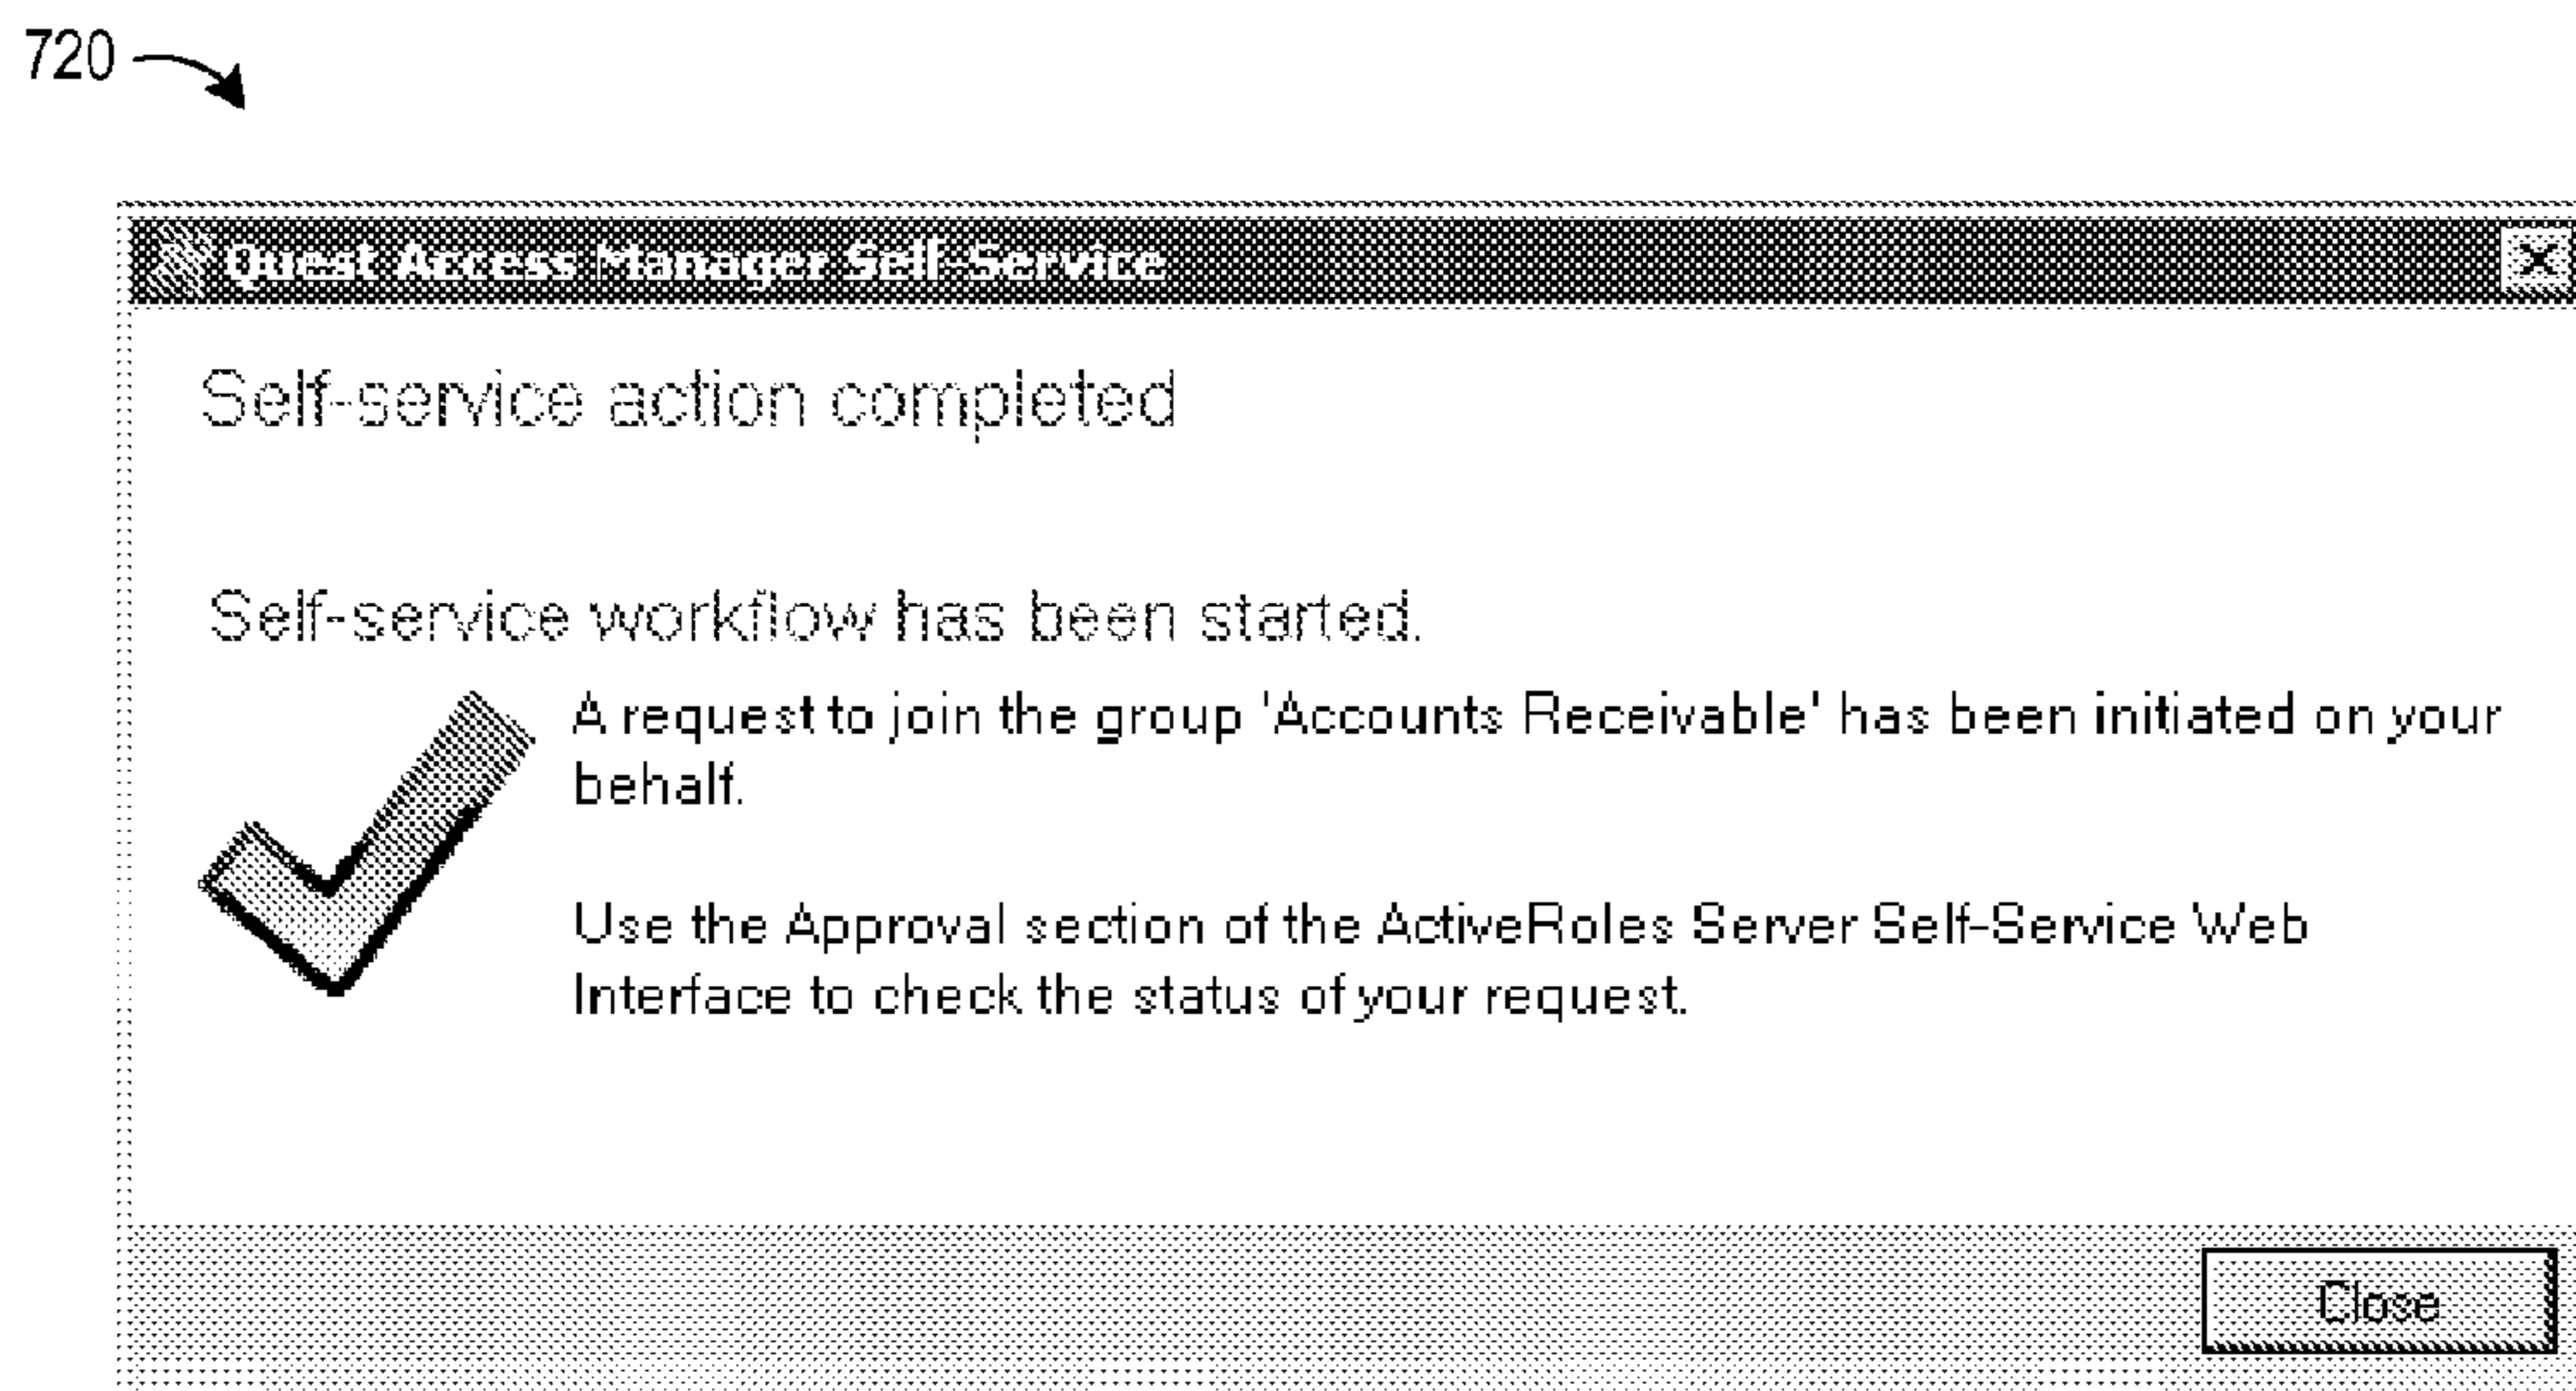 720
Quest Access Manager Self-Service
Self-service action completed
Self-service workflow has been started.
A request to join the group 'Accounts Receivable' has been initiated on your
behalf.
Use the Approval section of the ActiveRoles Server Self-Service Web
Interface to check the status of your request.
Close